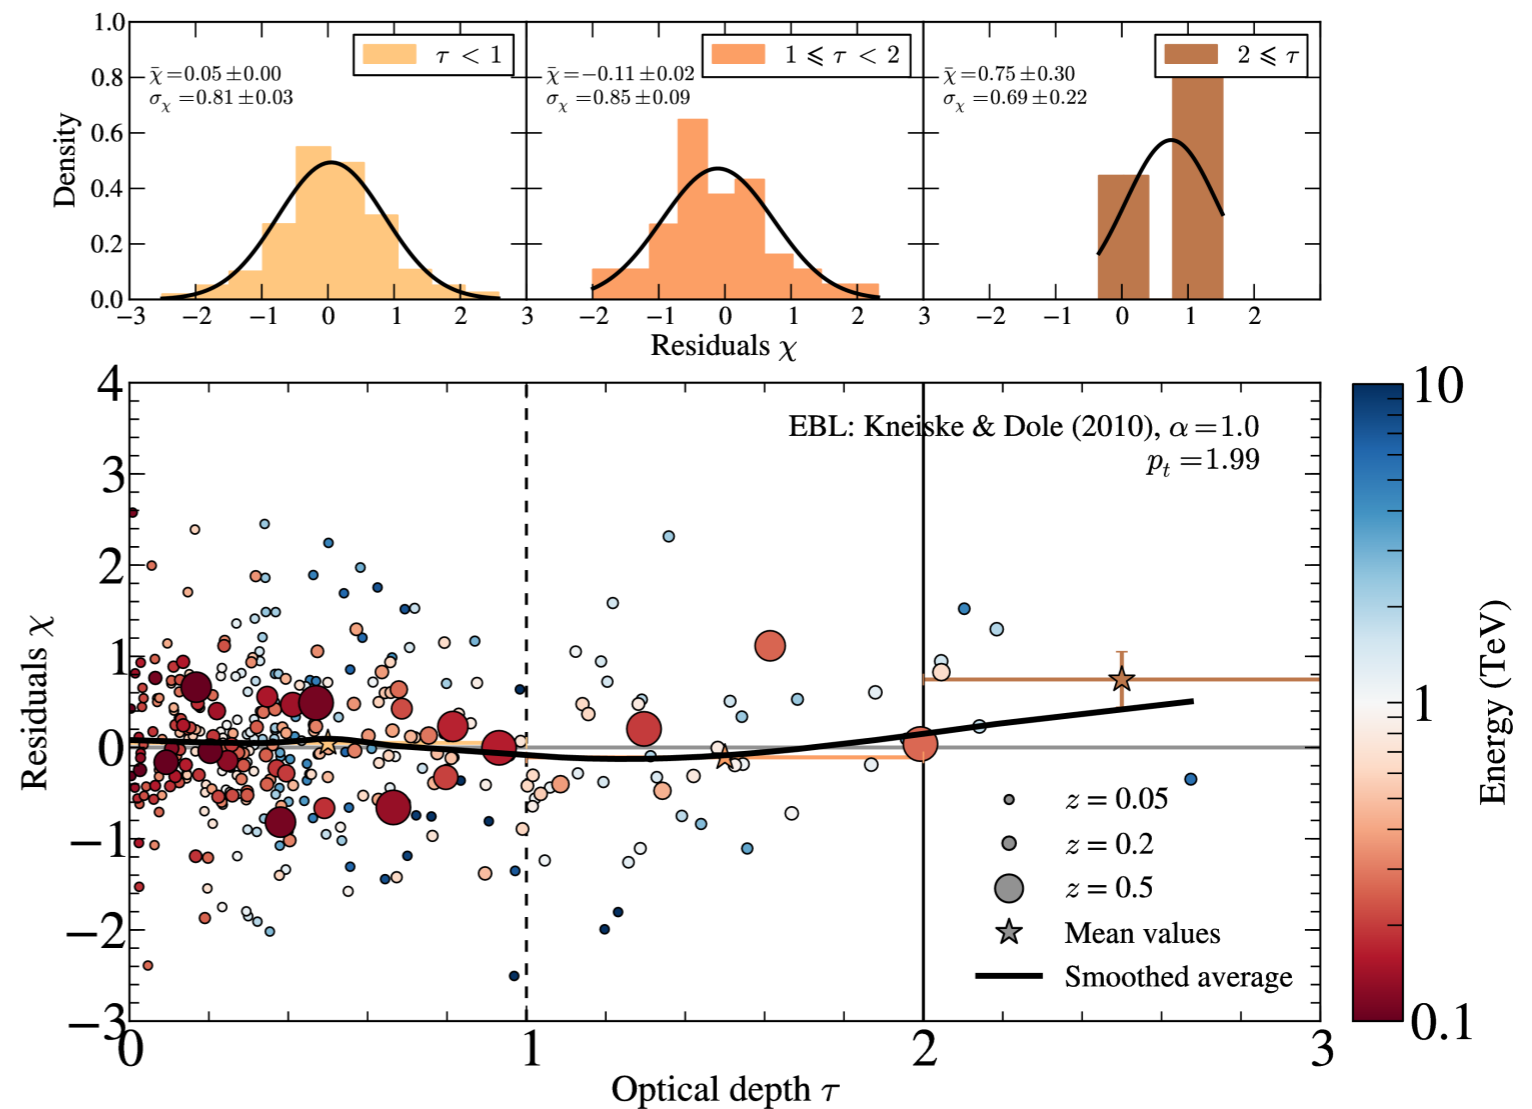 1.0
0.8
0.6
0.4
0.2
0.0
Density
τ < 1
χ̄=0.05±0.00
σχ=0.81±0.03
1 ⩽ τ < 2
χ̄=−0.11±0.02
σχ=0.85±0.09
2 ⩽ τ
χ̄=0.75±0.30
σχ=0.69±0.22
−3 −2 −1 0 1 2 3 −2 −1 0 1 2 3 −2 −1 0 1 2
Residuals χ
4
3
2
1
0
−1
−2
−3
Residuals χ
EBL: Kneiske & Dole (2010), α=1.0
pt=1.99
z = 0.05
z = 0.2
z = 0.5
Mean values
Smoothed average
0 1 2 3
Optical depth τ
10
1
0.1
Energy (TeV)